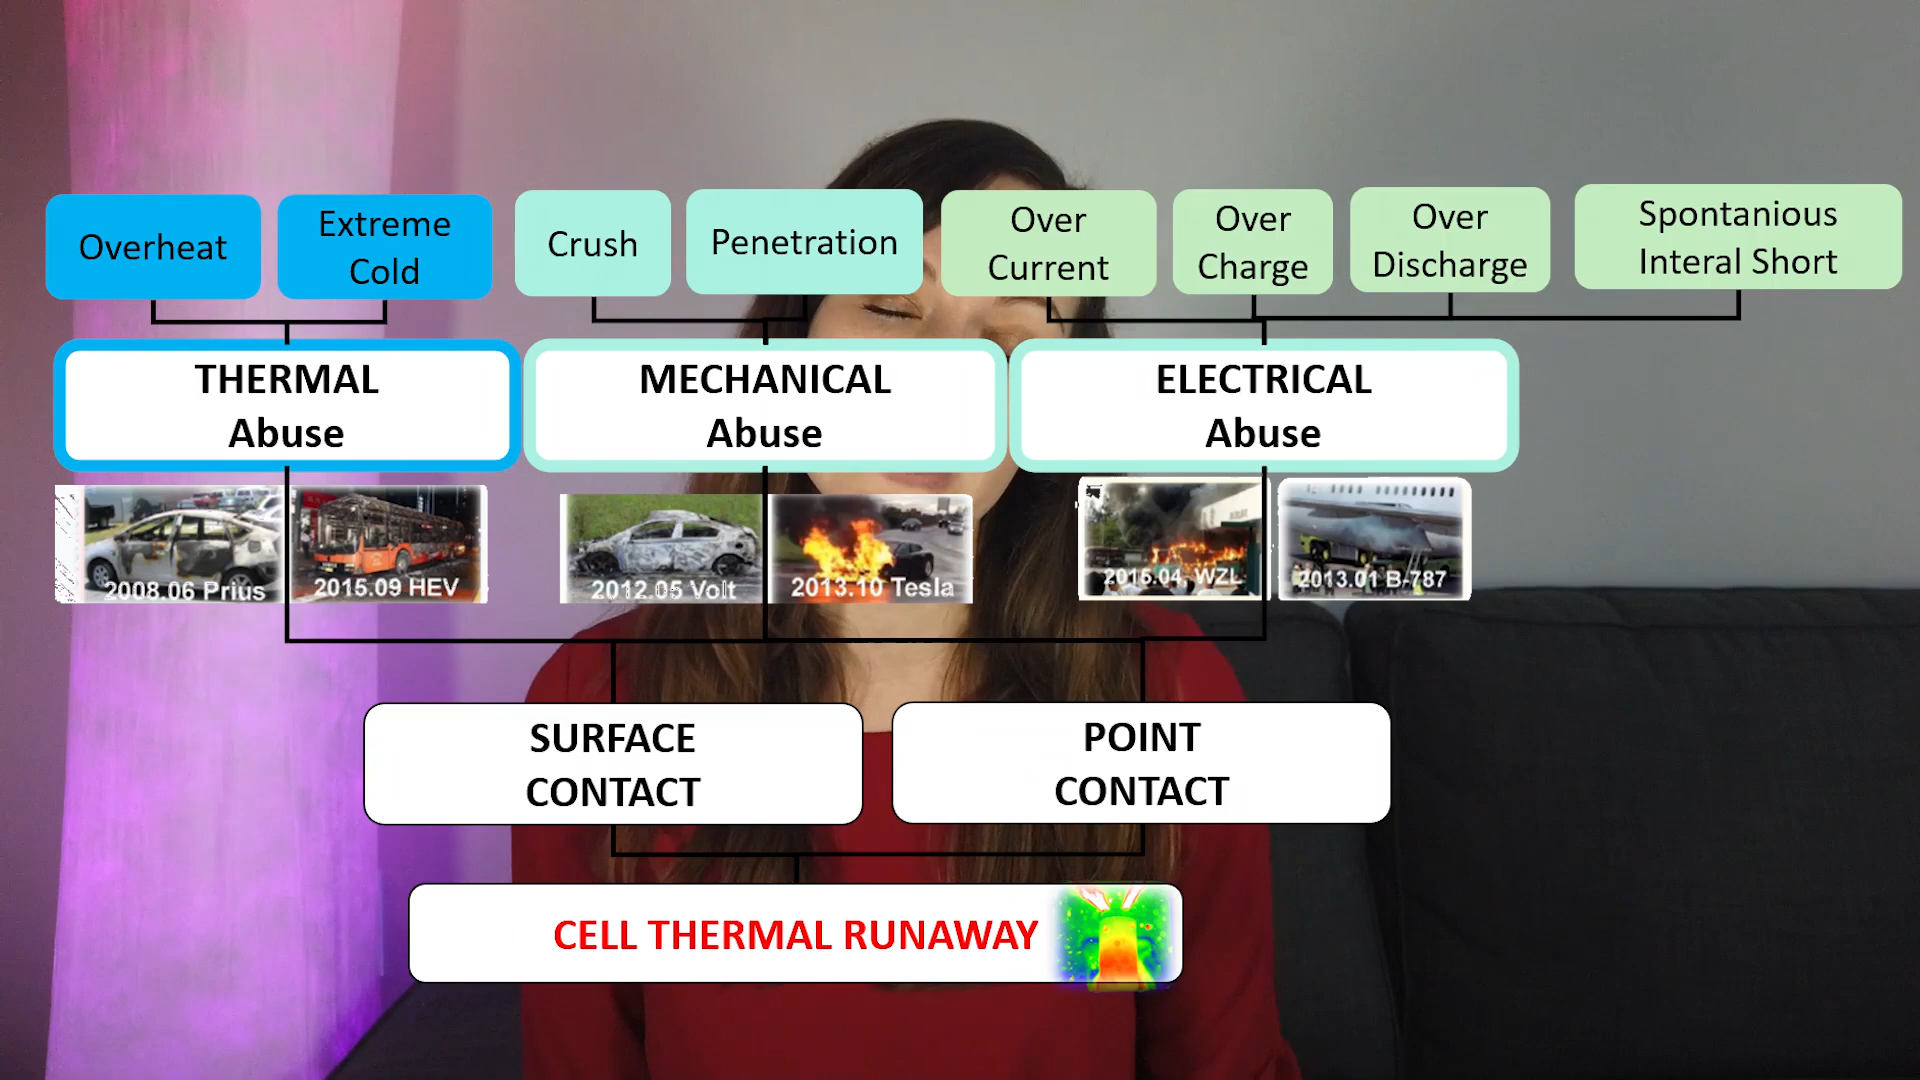 Overheat
Extreme
Cold
Crush
Penetration
Over
Current
Over
Charge
Over
Discharge
Spontanious
Interal Short
THERMAL
Abuse
MECHANICAL
Abuse
ELECTRICAL
Abuse
2008.06 Prius
2015.09 HEV
2012.05 Volt
2013.10 Tesla
2015.04, WZL
2013.01 B-787
SURFACE
CONTACT
POINT
CONTACT
CELL THERMAL RUNAWAY